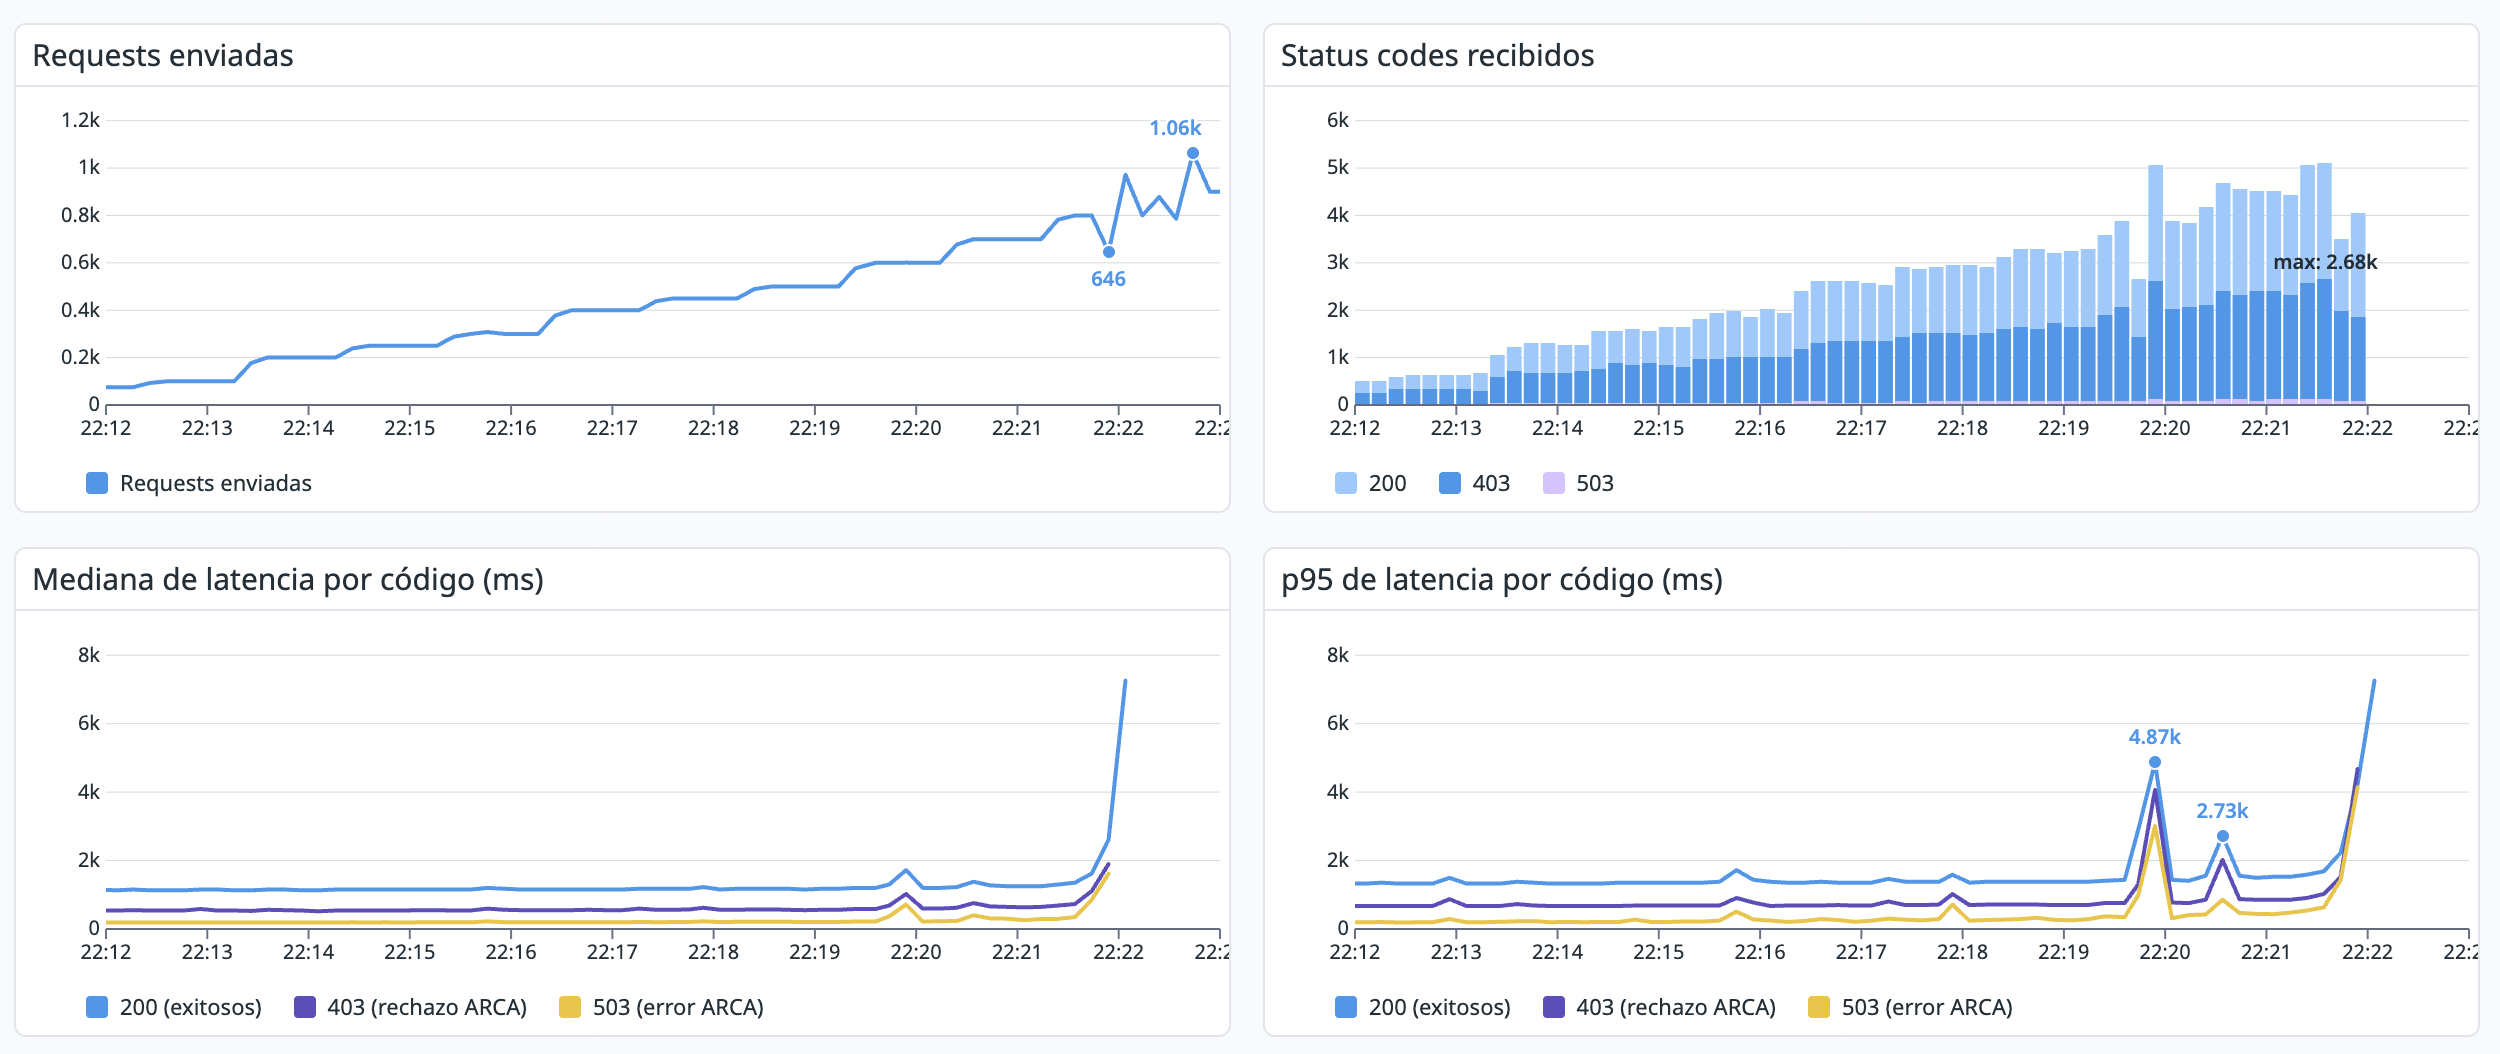 Requests enviadas
1.2k
1k
0.8k
0.6k
0.4k
0.2k
0
1.06k
646
22:12 22:13 22:14 22:15 22:16 22:17 22:18 22:19 22:20 22:21 22:22 22:2
Requests enviadas
Status codes recibidos
6k
5k
4k
3k
2k
1k
0
max: 2.68k
22:12 22:13 22:14 22:15 22:16 22:17 22:18 22:19 22:20 22:21 22:22 22:2
200 403 503
Mediana de latencia por código (ms)
8k
6k
4k
2k
0
22:12 22:13 22:14 22:15 22:16 22:17 22:18 22:19 22:20 22:21 22:22 22:2
200 (exitosos) 403 (rechazo ARCA) 503 (error ARCA)
p95 de latencia por código (ms)
8k
6k
4k
2k
0
4.87k
2.73k
22:12 22:13 22:14 22:15 22:16 22:17 22:18 22:19 22:20 22:21 22:22 22:2
200 (exitosos) 403 (rechazo ARCA) 503 (error ARCA)